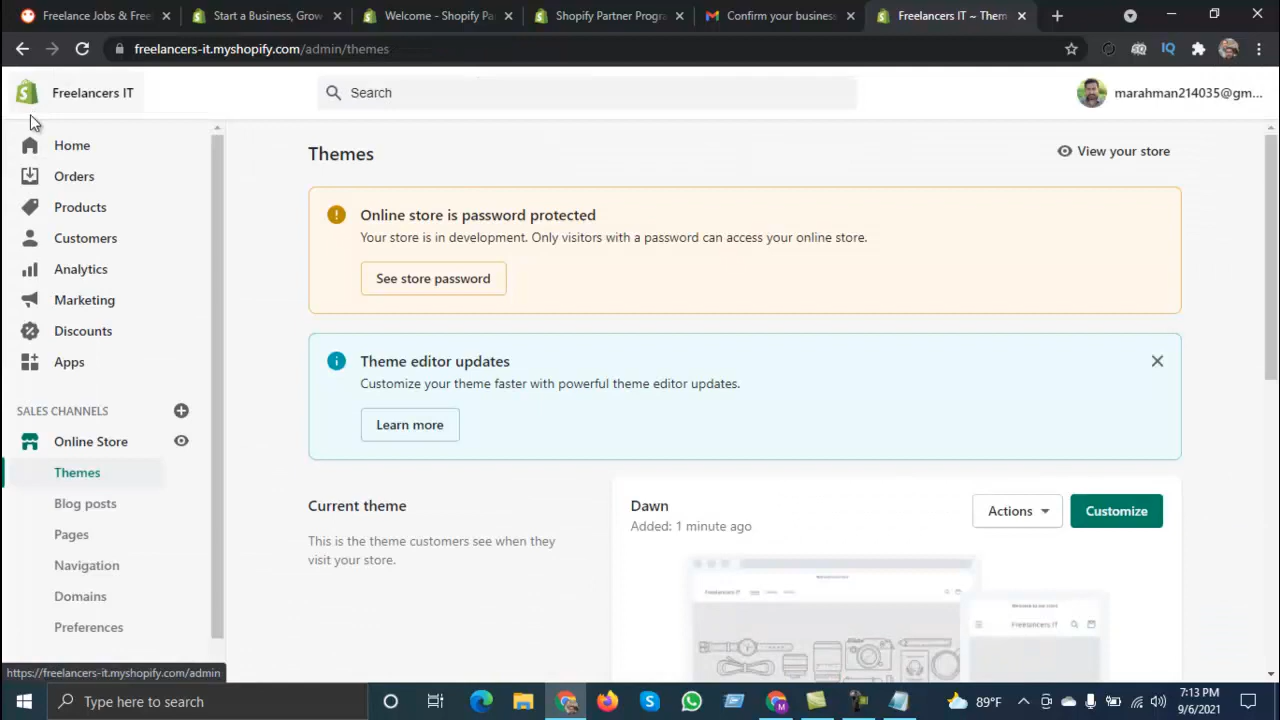 Freelance Jobs & Free
Start a Business, Grow
Welcome - Shopify Pa
Shopify Partner Progra
Confirm your business
Freelancers IT ~ Them
freelancers-it.myshopify.com/admin/themes
IQ
Freelancers IT
Search
marahman214035@gm...
Home
Orders
Products
Customers
Analytics
Marketing
Discounts
Apps
SALES CHANNELS
Online Store
Themes
Blog posts
Pages
Navigation
Domains
Preferences
https://freelancers-it.myshopify.com/admin
Themes
View your store
Online store is password protected
Your store is in development. Only visitors with a password can access your online store.
See store password
Theme editor updates
Customize your theme faster with powerful theme editor updates.
Learn more
Current theme
This is the theme customers see when they
visit your store.
Dawn
Added: 1 minute ago
Actions
Customize
Freelancers IT
Freelancers IT
Type here to search
89°F
7:13 PM
9/6/2021